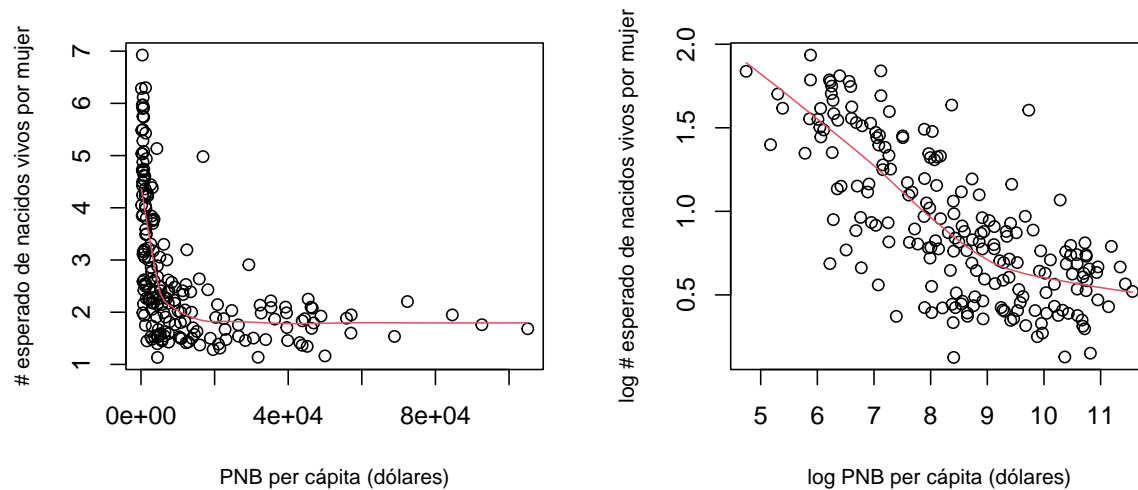 # esperado de nacidos vivos por mujer
7
6
5
4
3
2
1
0e+00
4e+04
8e+04
PNB per cápita (dólares)
log # esperado de nacidos vivos por mujer
2.0
1.5
1.0
0.5
5
6
7
8
9
10
11
log PNB per cápita (dólares)